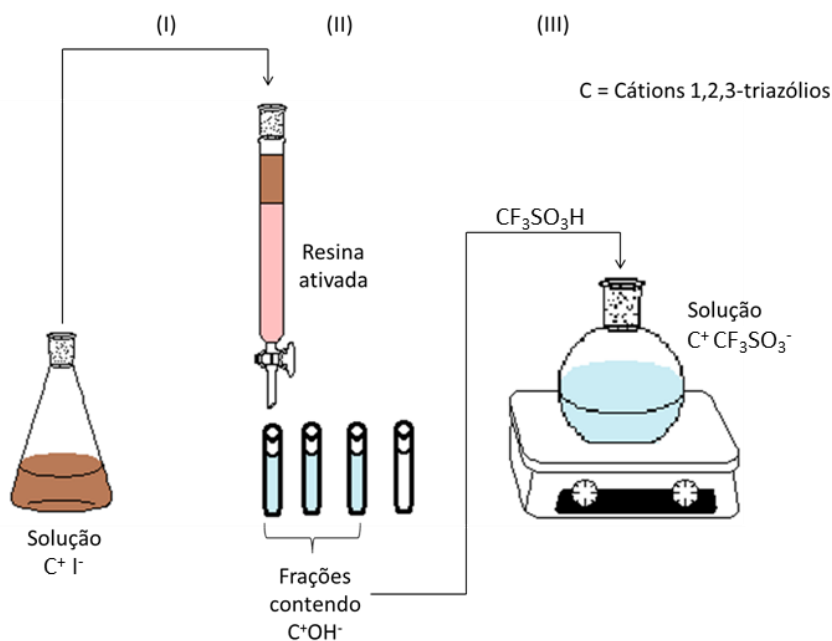 (I)
(II)
(III)
C = Cátions 1,2,3-triazólios
CF3SO3H
Resina
ativada
Solução
C+ CF3SO3-
Solução
C+ I-
Frações
contendo
C+OH-